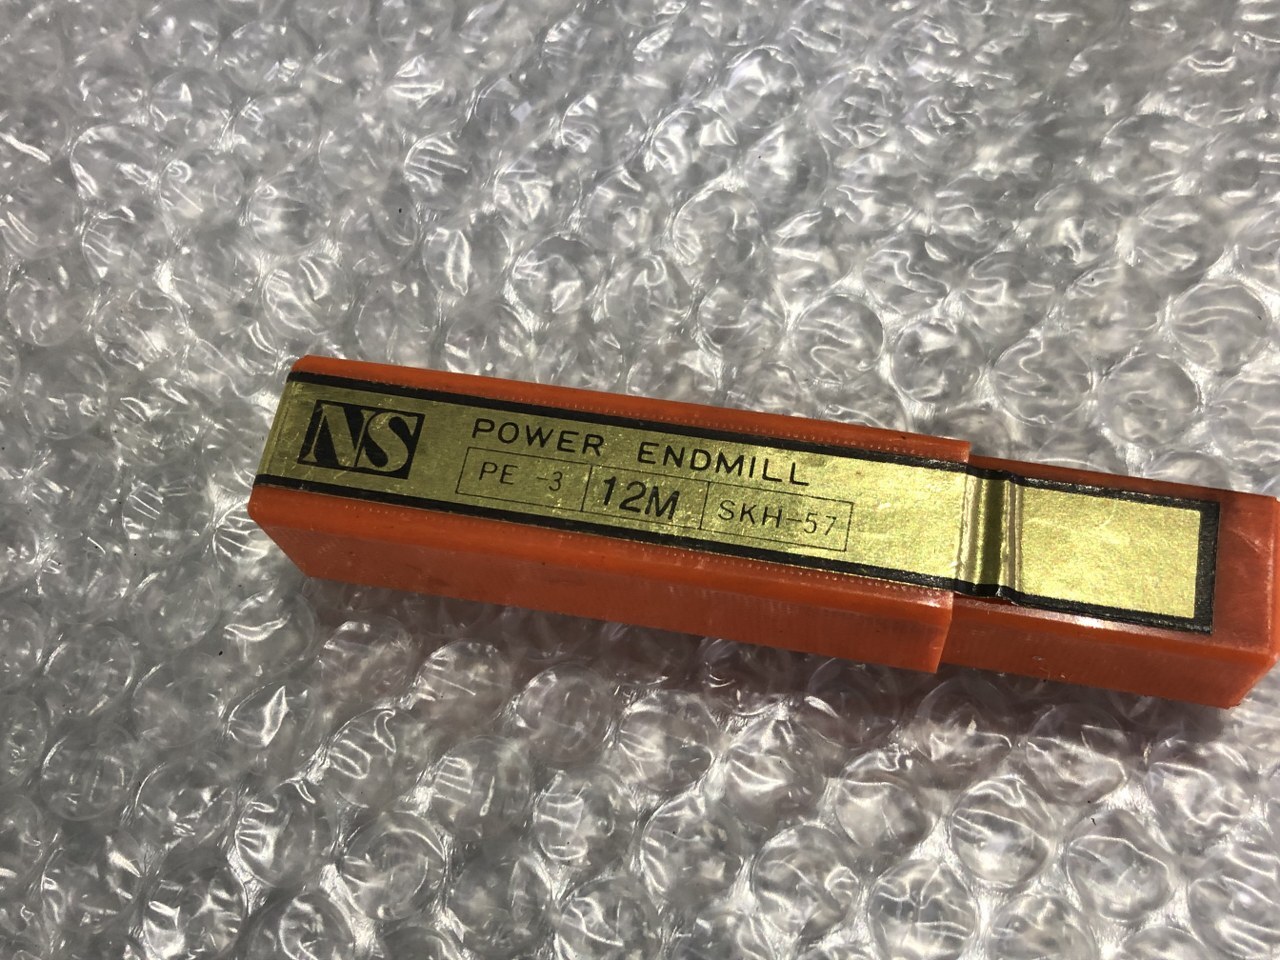 NS
POWER ENDMILL
PE -3 12M SKH-57